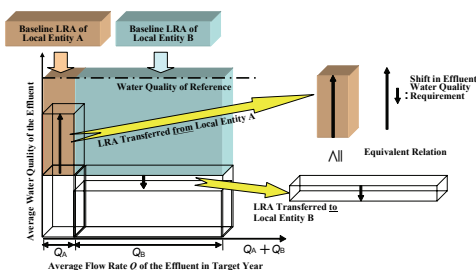 Baseline LRA of
Local Entity A
Baseline LRA of
Local Entity B
Water Quality of Reference
LRA Transferred from Local Entity A
Shift in Effluent
Water Quality
: Requirement
Equivalent Relation
LRA Transferred to
Local Entity B
Average Water Quality of the Effluent
QA
QB
QA + QB
Average Flow Rate Q of the Effluent in Target Year